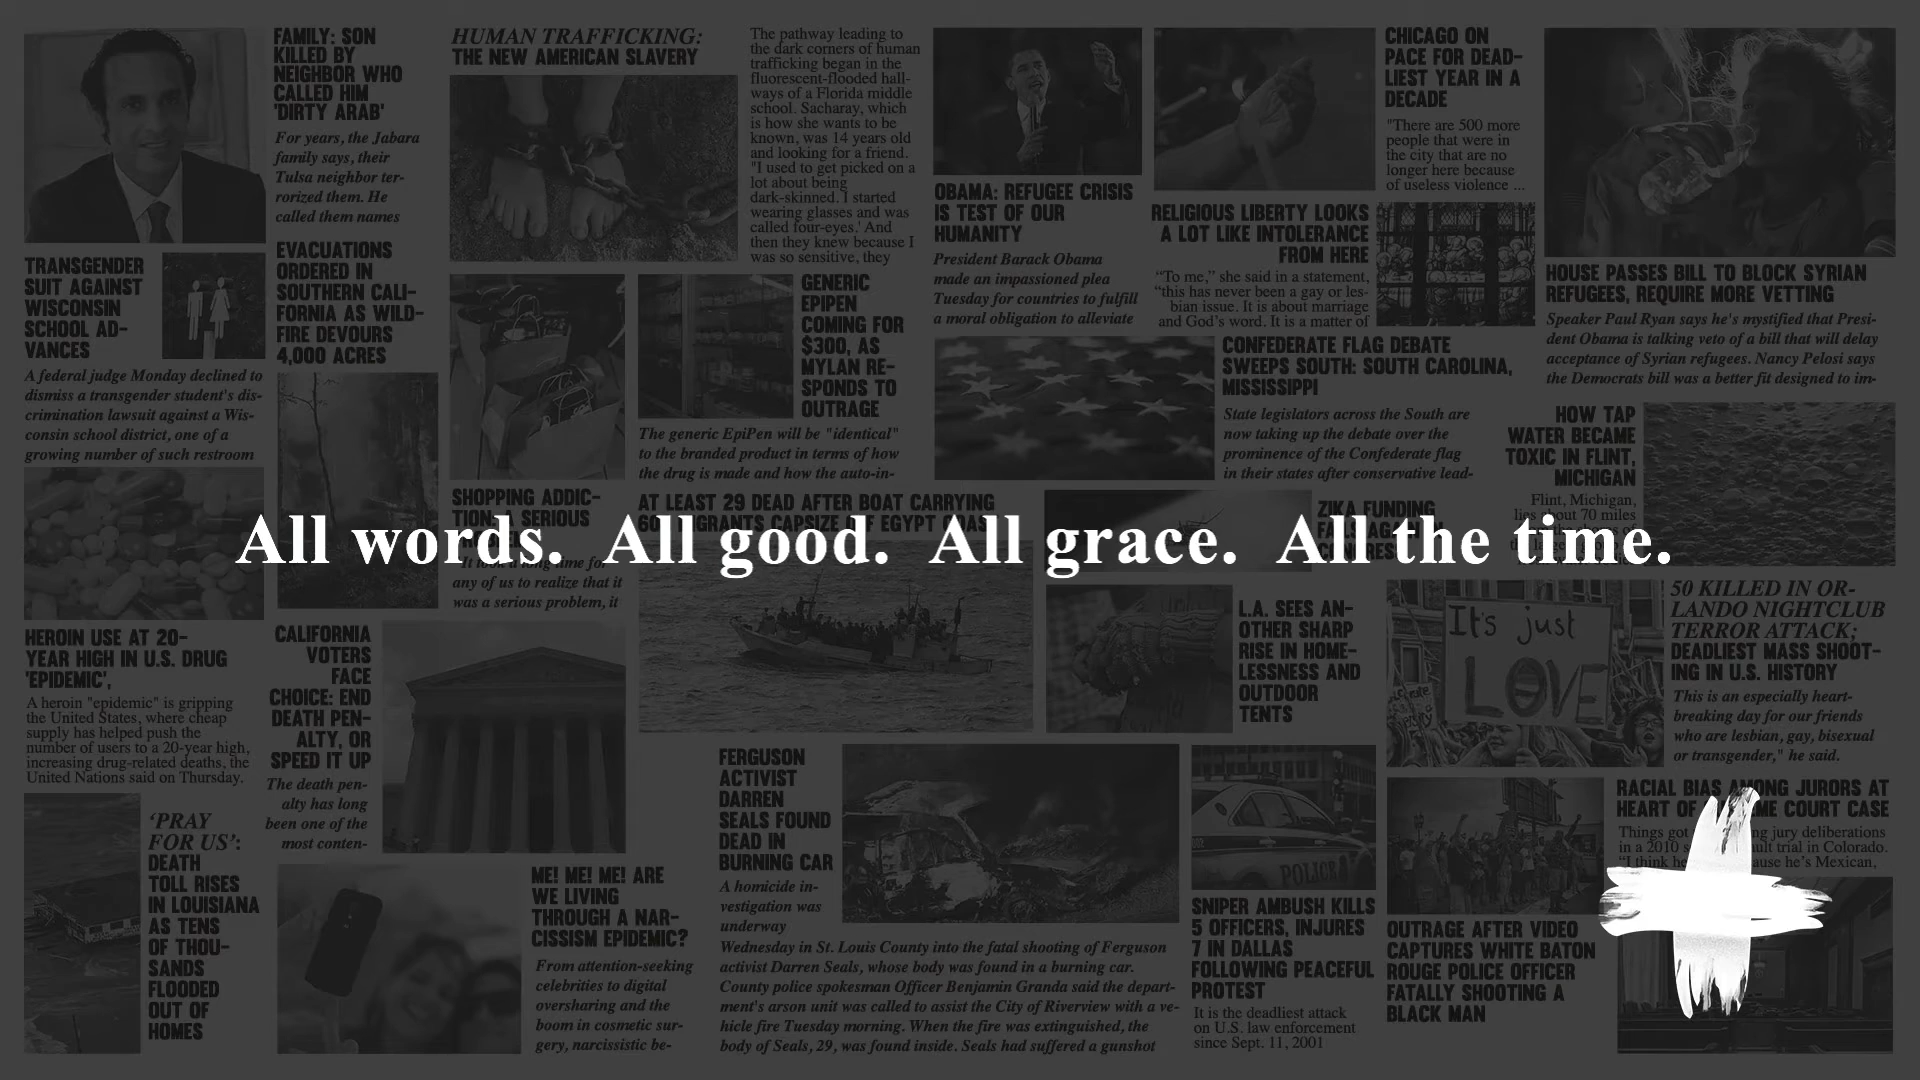 FAMILY: SON
KILLED BY
NEIGHBOR WHO
CALLED HIM
'DIRTY ARAB'
For years, the Jabara
family says, their
Tulsa neighbor ter-
rorized them. He
called them names
HUMAN TRAFFICKING:
THE NEW AMERICAN SLAVERY
The pathway leading to
the dark corners of human
trafficking began in the
fluorescent-flooded hall-
ways of a Florida middle
school. Sacharay, which
is how she wants to be
known, was 14 years old
and looking for a friend.
"I used to get picked on a
lot about being
dark-skinned. I started
wearing glasses and was
called four-eyes.' And
then they knew because I
was so sensitive, they
OBAMA: REFUGEE CRISIS
IS TEST OF OUR
HUMANITY
President Barack Obama
made an impassioned plea
Tuesday for countries to fulfill
a moral obligation to alleviate
RELIGIOUS LIBERTY LOOKS
A LOT LIKE INTOLERANCE
FROM HERE
“To me,” she said in a statement,
“this has never been a gay or les-
bian issue. It is about marriage
and God’s word. It is a matter of
CHICAGO ON
PACE FOR DEAD-
LIEST YEAR IN A
DECADE
"There are 500 more
people that were in
the city that are no
longer here because
of useless violence ...
HOUSE PASSES BILL TO BLOCK SYRIAN
REFUGEES, REQUIRE MORE VETTING
Speaker Paul Ryan says he's mystified that Presi-
dent Obama is talking veto of a bill that will delay
acceptance of Syrian refugees. Nancy Pelosi says
the Democrats bill was a better fit designed to im-
TRANSGENDER
SUIT AGAINST
WISCONSIN
SCHOOL AD-
VANCES
A federal judge Monday declined to
dismiss a transgender student's dis-
crimination lawsuit against a Wis-
consin school district, one of a
growing number of such restroom
EVACUATIONS
ORDERED IN
SOUTHERN CALI-
FORNIA AS WILD-
FIRE DEVOURS
4,000 ACRES
GENERIC
EPIPEN
COMING FOR
$300, AS
MYLAN RE-
SPONDS TO
OUTRAGE
The generic EpiPen will be "identical"
to the branded product in terms of how
the drug is made and how the auto-in-
CONFEDERATE FLAG DEBATE
SWEEPS SOUTH: SOUTH CAROLINA,
MISSISSIPPI
State legislators across the South are
now taking up the debate over the
prominence of the Confederate flag
in their states after conservative lead-
HOW TAP
WATER BECAME
TOXIC IN FLINT,
MICHIGAN
Flint, Michigan,
lies about 70 miles
SHOPPING ADDIC-
TION: A SERIOUS
It took a long time for
any of us to realize that it
was a serious problem, it
AT LEAST 29 DEAD AFTER BOAT CARRYING
MIGRANTS CAPSIZE OFF EGYPT
ZIKA FUNDING
All words. All good. All grace. All the time.
HEROIN USE AT 20-
YEAR HIGH IN U.S. DRUG
'EPIDEMIC',
A heroin "epidemic" is gripping
the United States, where cheap
supply has helped push the
number of users to a 20-year high,
increasing drug-related deaths, the
United Nations said on Thursday.
CALIFORNIA
VOTERS
FACE
CHOICE: END
DEATH PEN-
ALTY, OR
SPEED IT UP
The death pen-
alty has long
been one of the
most conten-
L.A. SEES AN-
OTHER SHARP
RISE IN HOME-
LESSNESS AND
OUTDOOR
TENTS
It's just
LOVE
50 KILLED IN OR-
LANDO NIGHTCLUB
TERROR ATTACK;
DEADLIEST MASS SHOOT-
ING IN U.S. HISTORY
This is an especially heart-
breaking day for our friends
who are lesbian, gay, bisexual
or transgender," he said.
‘PRAY
FOR US’:
DEATH
TOLL RISES
IN LOUISIANA
AS TENS
OF THOU-
SANDS
FLOODED
OUT OF
HOMES
ME! ME! ME! ARE
WE LIVING
THROUGH A NAR-
CISSISM EPIDEMIC?
From attention-seeking
celebrities to digital
oversharing and the
boom in cosmetic sur-
gery, narcissistic be-
FERGUSON
ACTIVIST
DARREN
SEALS FOUND
DEAD IN
BURNING CAR
A homicide in-
vestigation was
underway
Wednesday in St. Louis County into the fatal shooting of Ferguson
activist Darren Seals, whose body was found in a burning car.
County police spokesman Officer Benjamin Granda said the depart-
ment's arson unit was called to assist the City of Riverview with a ve-
hicle fire Tuesday morning. When the fire was extinguished, the
body of Seals, 29, was found inside. Seals had suffered a gunshot
POLICE
SNIPER AMBUSH KILLS
5 OFFICERS, INJURES
7 IN DALLAS
FOLLOWING PEACEFUL
PROTEST
It is the deadliest attack
on U.S. law enforcement
since Sept. 11, 2001
OUTRAGE AFTER VIDEO
CAPTURES WHITE BATON
ROUGE POLICE OFFICER
FATALLY SHOOTING A
BLACK MAN
RACIAL BIAS AMONG JURORS AT
HEART OF COURT CASE
Things got jury deliberations
in a 2010 trial in Colorado.
“I think he he’s Mexican,